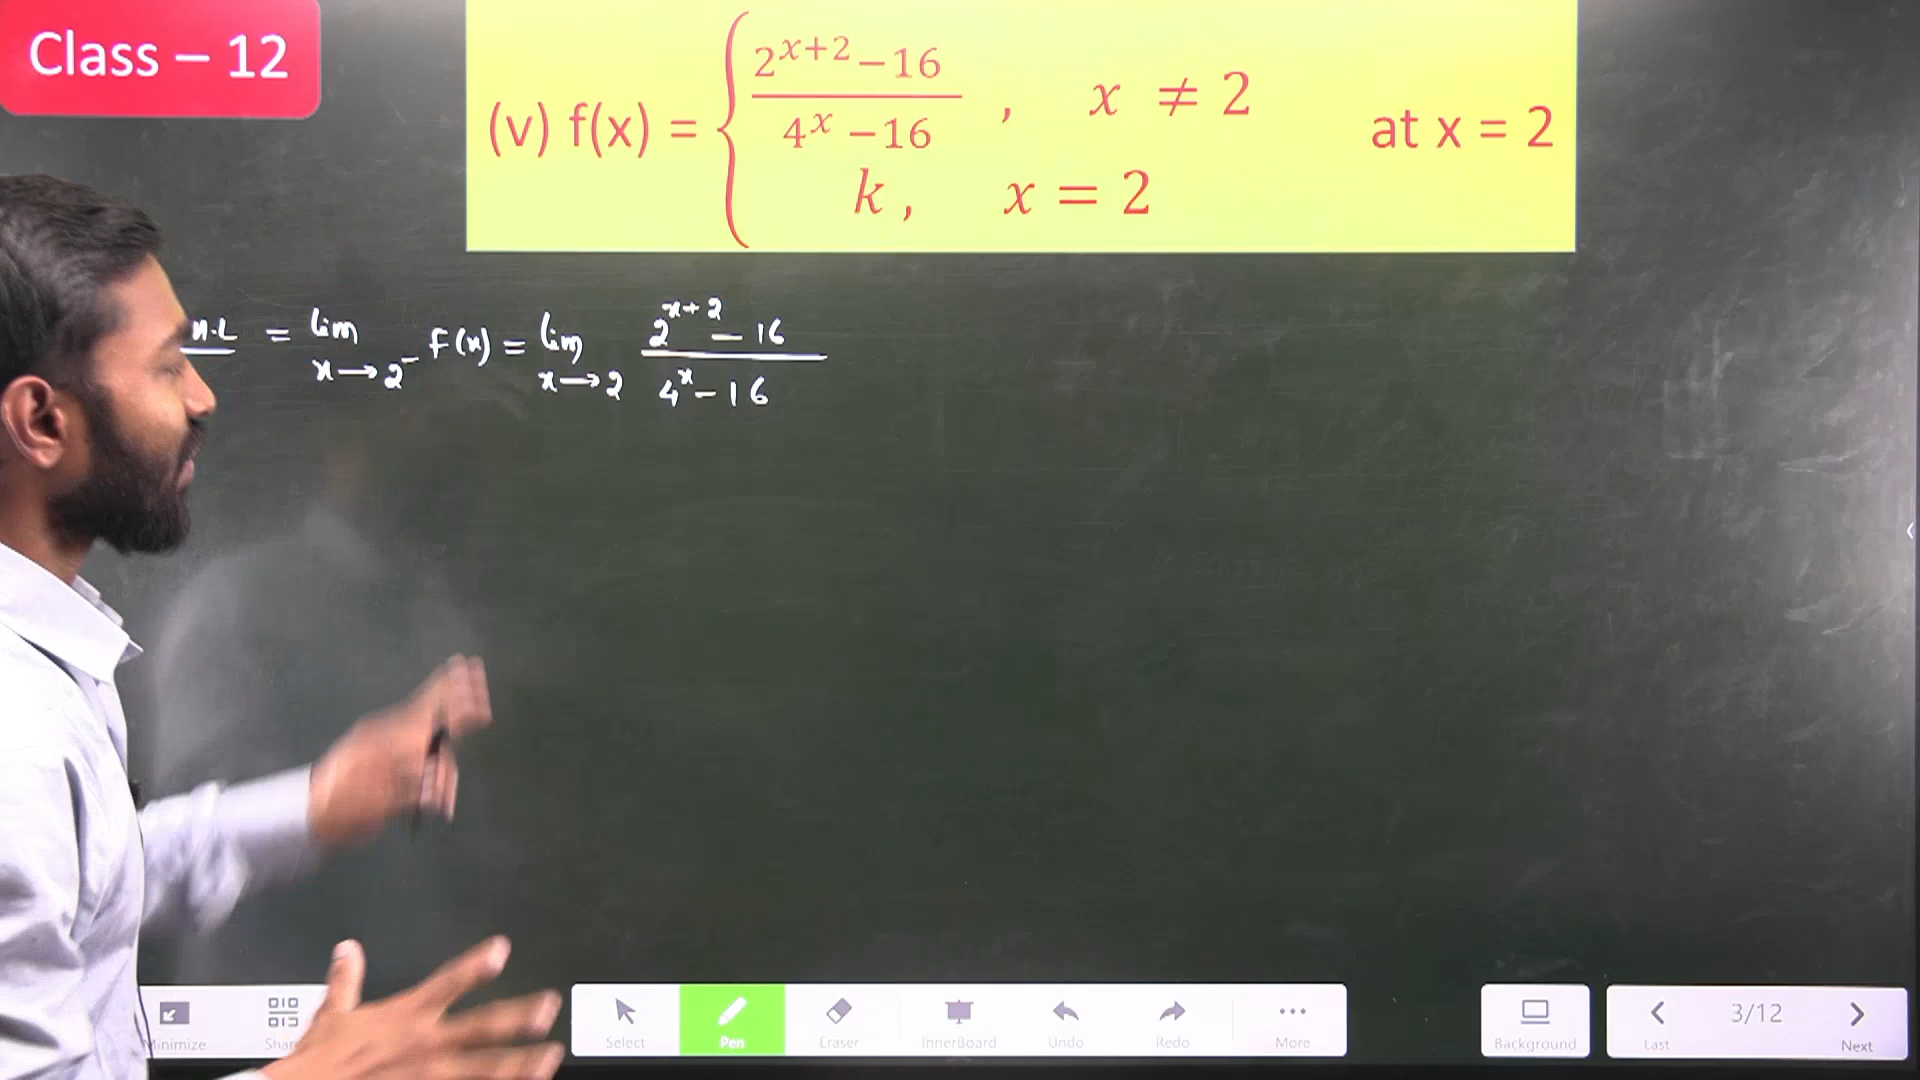 Class – 12
(v) f(x) = { 2^{x+2} – 16 / 4^x – 16 , x ≠ 2 at x = 2
k , x = 2
= lim x→2⁻ f(x) = lim x→2 2^{x+2} – 16 / 4^x – 16
Minimize Select Pen Eraser InnerBoard Undo Redo More Background Last 3/12 Next